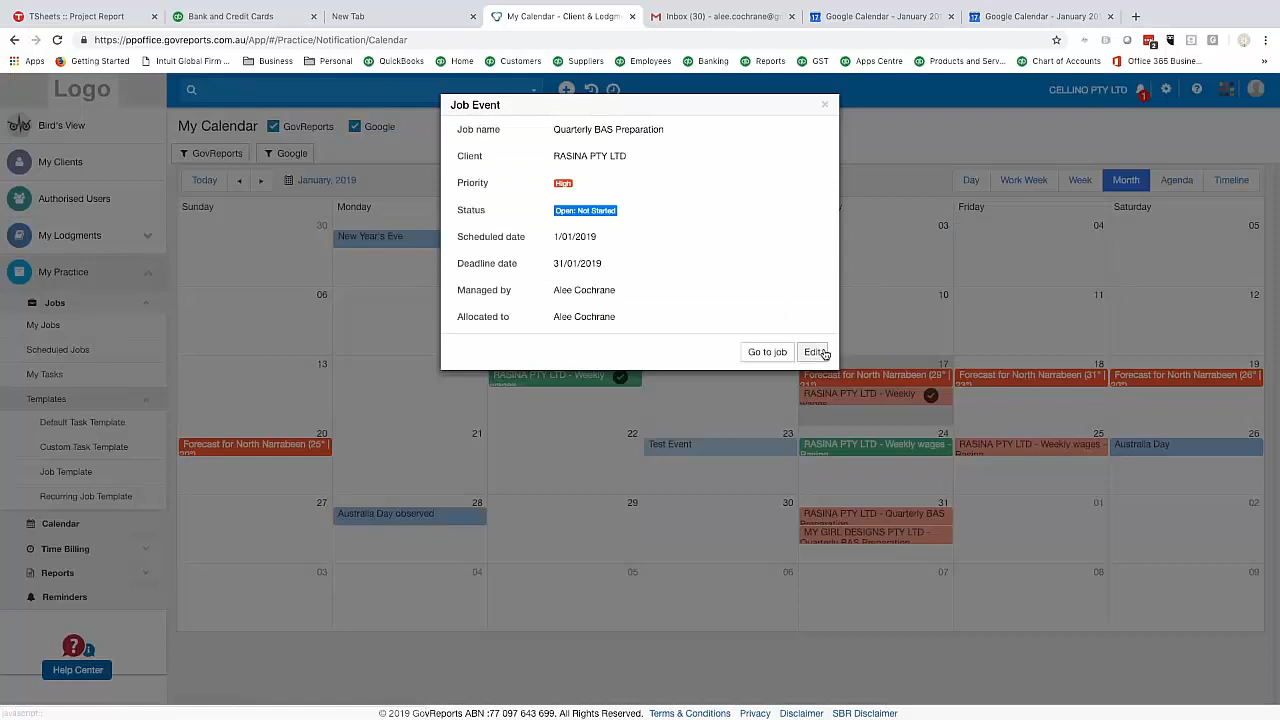 TSheets : Project Report
Bank and Credit Cards
New Tab
My Calendar - Client & Lodgm
Inbox (30) - alee.cochrane@g
Google Calendar - January 201
Google Calendar - January 201
https://ppoffice.govreports.com.au/App/#/Practice/Notification/Calendar
Apps
Getting Started
Intuit Global Firm ...
Business
Personal
QuickBooks
Home
Customers
Suppliers
Employees
Banking
Reports
GST
Apps Centre
Products and Serv...
Chart of Accounts
Office 365 Busine...
Logo
CELLINO PTY LTD
1
Bird's View
My Clients
Authorised Users
My Lodgments
My Practice
Jobs
My Jobs
Scheduled Jobs
My Tasks
Templates
Default Task Template
Custom Task Template
Job Template
Recurring Job Template
Calendar
Time Billing
Reports
Reminders
Help Center
My Calendar
GovReports
Google
GovReports
Google
Today
January, 2019
Day
Work Week
Week
Month
Agenda
Timeline
Job Event
Job name Quarterly BAS Preparation
Client RASINA PTY LTD
Priority High
Status Open: Not Started
Scheduled date 1/01/2019
Deadline date 31/01/2019
Managed by Alee Cochrane
Allocated to Alee Cochrane
Go to job
Edit
Sunday Monday Friday Saturday
30 03 04 05
New Year's Eve
06 10 11 12
13 17 18 19
RASINA PTY LTD - Weekly wages
Forecast for North Narrabeen (29° |
Forecast for North Narrabeen (31° |
Forecast for North Narrabeen (26° |
RASINA PTY LTD - Weekly wages
20 21 22 23 24 25 26
Forecast for North Narrabeen (25° |
Test Event
RASINA PTY LTD - Weekly wages -
RASINA PTY LTD - Weekly wages -
Australia Day
27 28 29 30 31 01 02
Australia Day observed
RASINA PTY LTD - Quarterly BAS Preparation
MY GIRL DESIGNS PTY LTD - Quarterly BAS Preparation
03 04 05 06 07 08 09
javascript:;
© 2019 GovReports ABN :77 097 643 699. All Rights Reserved. Terms & Conditions Privacy Disclaimer SBR Disclaimer